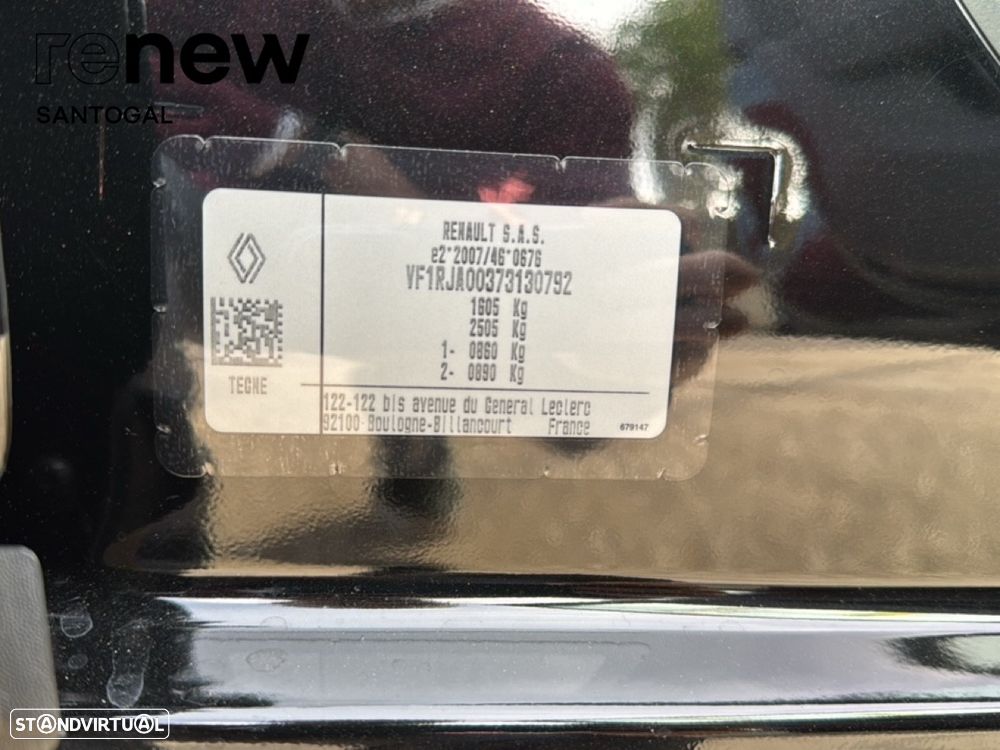 renew
SANTOGAL
RENAULT S.A.S.
e2*2007/46*0676
VF1RJA00373130792
1605 Kg
2505 Kg
1- 0860 Kg
2- 0890 Kg
TEGNE
122-122 bis avenue du General Leclerc
92100 Boulogne-Billancourt France
679147
STANDVIRTUAL